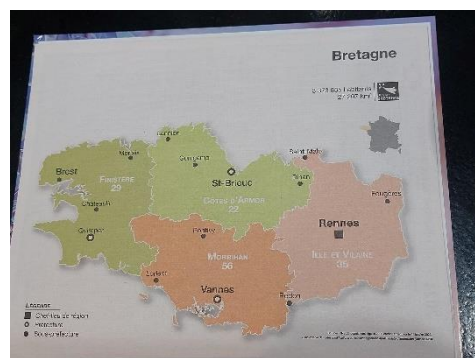 Bretagne
Lannion
Morlaix
Guingamp
Saint-Malo
Brest
FINISTÈRE
29
St-Brieuc
Dinan
Fougères
Châteaulin
CÔTES D'ARMOR
22
Quimper
Rennes
Pontivy
MORBIHAN
56
ILLE ET VILAINE
35
Lorient
Vannes
Redon
LÉGENDE
Chef-lieu de région
Préfecture
Sous-préfecture